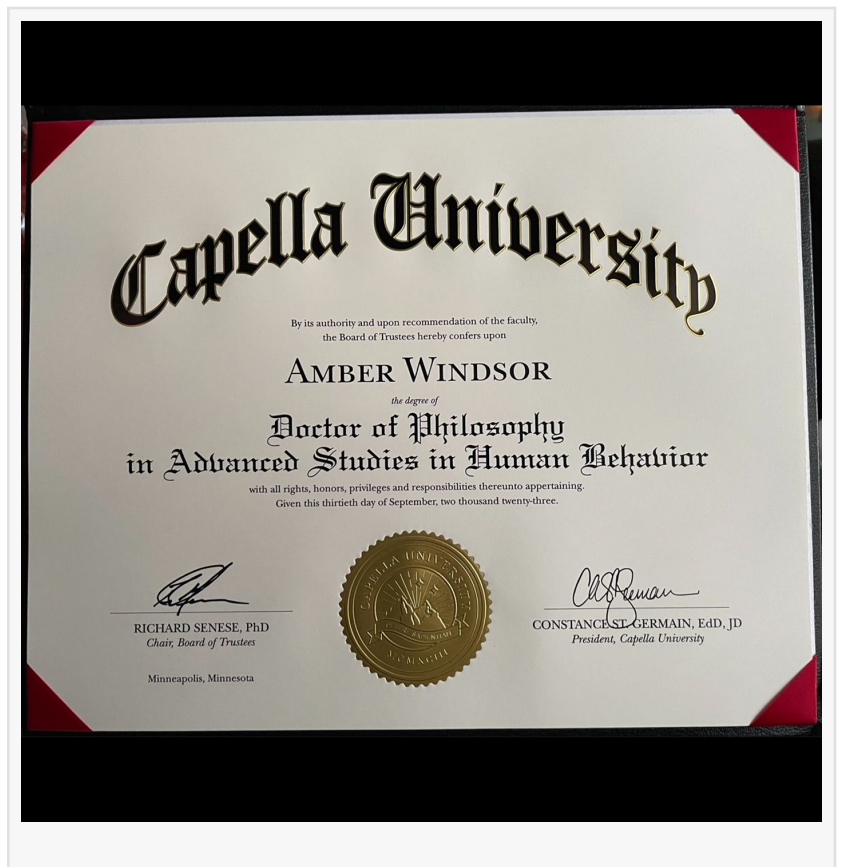 Capella University
By its authority and upon recommendation of the faculty,
the Board of Trustees hereby confers upon
AMBER WINDSOR
the degree of
Doctor of Philosophy
in Advanced Studies in Human Behavior
with all rights, honors, privileges and responsibilities thereunto appertaining.
Given this thirtieth day of September, two thousand twenty-three.
CAPELLA UNIVERSITY
MCMXCIII
RICHARD SENESE, PhD
Chair, Board of Trustees
Minneapolis, Minnesota
CONSTANCE ST. GERMAIN, EdD, JD
President, Capella University